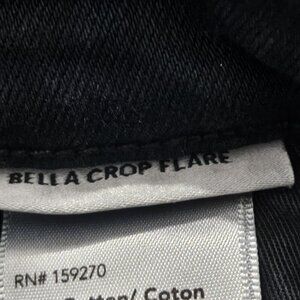 BELLA CROP FLARE
RN# 159270
Cotton/ Coton